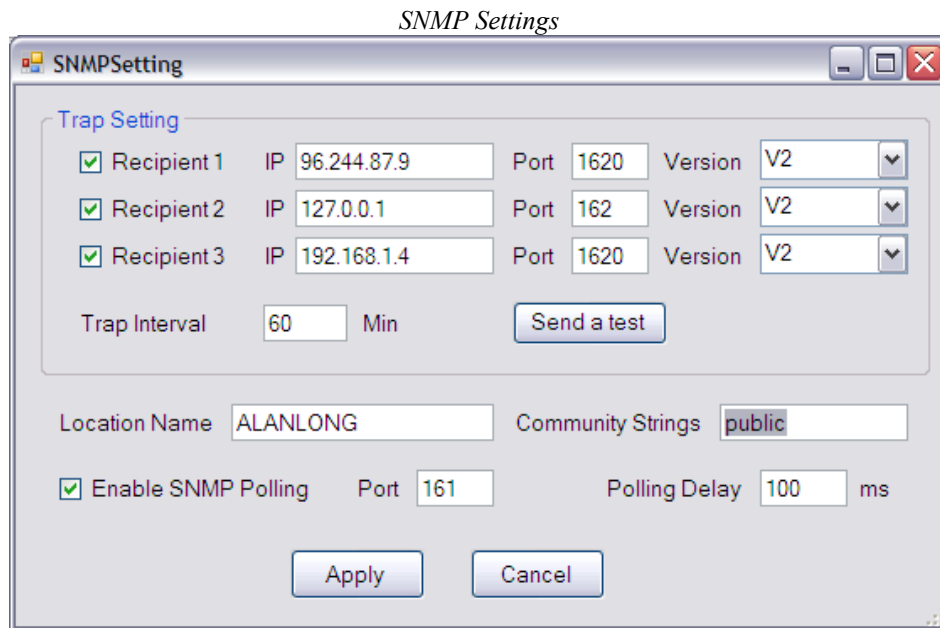 SNMP Settings
SNMPSetting
Trap Setting
Recipient 1 IP 96.244.87.9 Port 1620 Version V2
Recipient 2 IP 127.0.0.1 Port 162 Version V2
Recipient 3 IP 192.168.1.4 Port 1620 Version V2
Trap Interval 60 Min Send a test
Location Name ALANLONG Community Strings public
Enable SNMP Polling Port 161 Polling Delay 100 ms
Apply Cancel